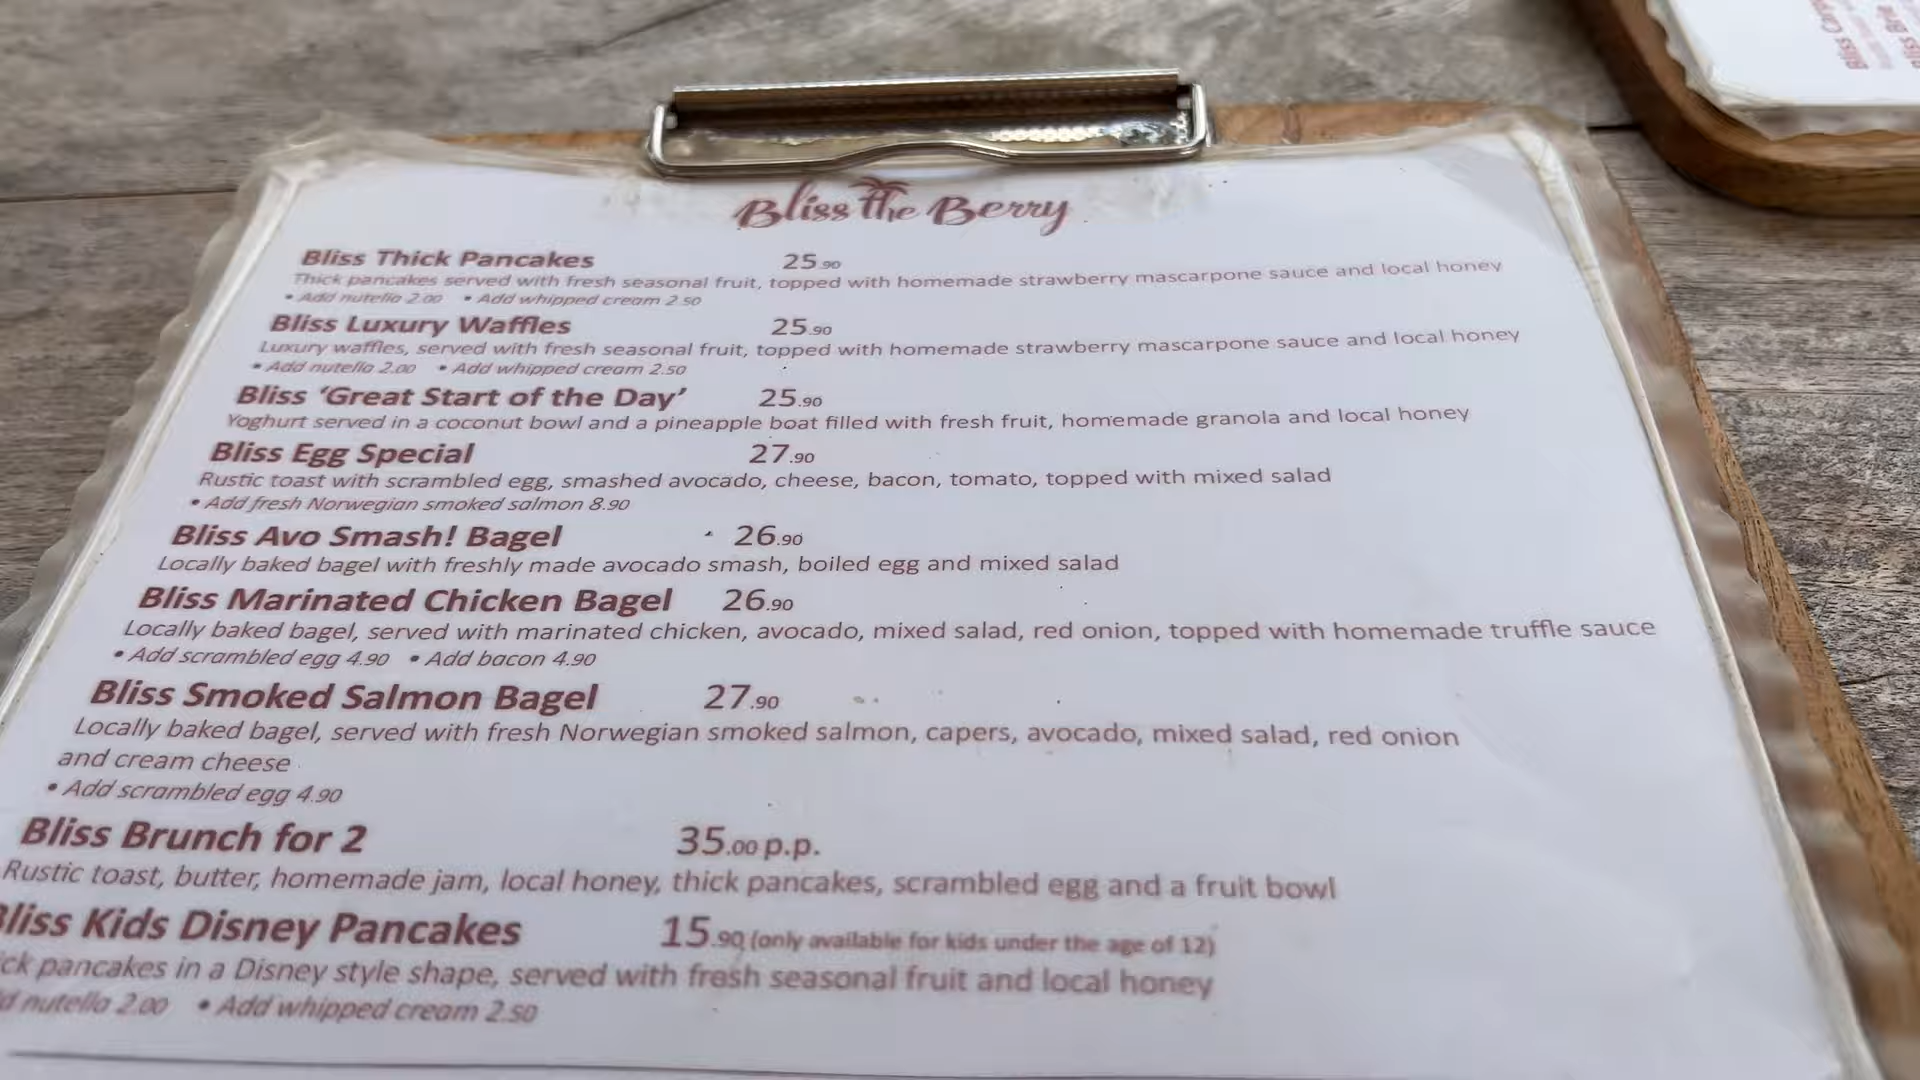 Bliss the Berry
Bliss Thick Pancakes 25.90
Thick pancakes served with fresh seasonal fruit, topped with homemade strawberry mascarpone sauce and local honey
• Add nutella 2.00 • Add whipped cream 2.50
Bliss Luxury Waffles 25.90
Luxury waffles, served with fresh seasonal fruit, topped with homemade strawberry mascarpone sauce and local honey
• Add nutella 2.00 • Add whipped cream 2.50
Bliss ‘Great Start of the Day’ 25.90
Yoghurt served in a coconut bowl and a pineapple boat filled with fresh fruit, homemade granola and local honey
Bliss Egg Special 27.90
Rustic toast with scrambled egg, smashed avocado, cheese, bacon, tomato, topped with mixed salad
• Add fresh Norwegian smoked salmon 8.90
Bliss Avo Smash! Bagel 26.90
Locally baked bagel with freshly made avocado smash, boiled egg and mixed salad
Bliss Marinated Chicken Bagel 26.90
Locally baked bagel, served with marinated chicken, avocado, mixed salad, red onion, topped with homemade truffle sauce
• Add scrambled egg 4.90 • Add bacon 4.90
Bliss Smoked Salmon Bagel 27.90
Locally baked bagel, served with fresh Norwegian smoked salmon, capers, avocado, mixed salad, red onion
and cream cheese
• Add scrambled egg 4.90
Bliss Brunch for 2 35.00 p.p.
Rustic toast, butter, homemade jam, local honey, thick pancakes, scrambled egg and a fruit bowl
Bliss Kids Disney Pancakes 15.90 (only available for kids under the age of 12)
ck pancakes in a Disney style shape, served with fresh seasonal fruit and local honey
d nutella 2.00 • Add whipped cream 2.50
Bliss